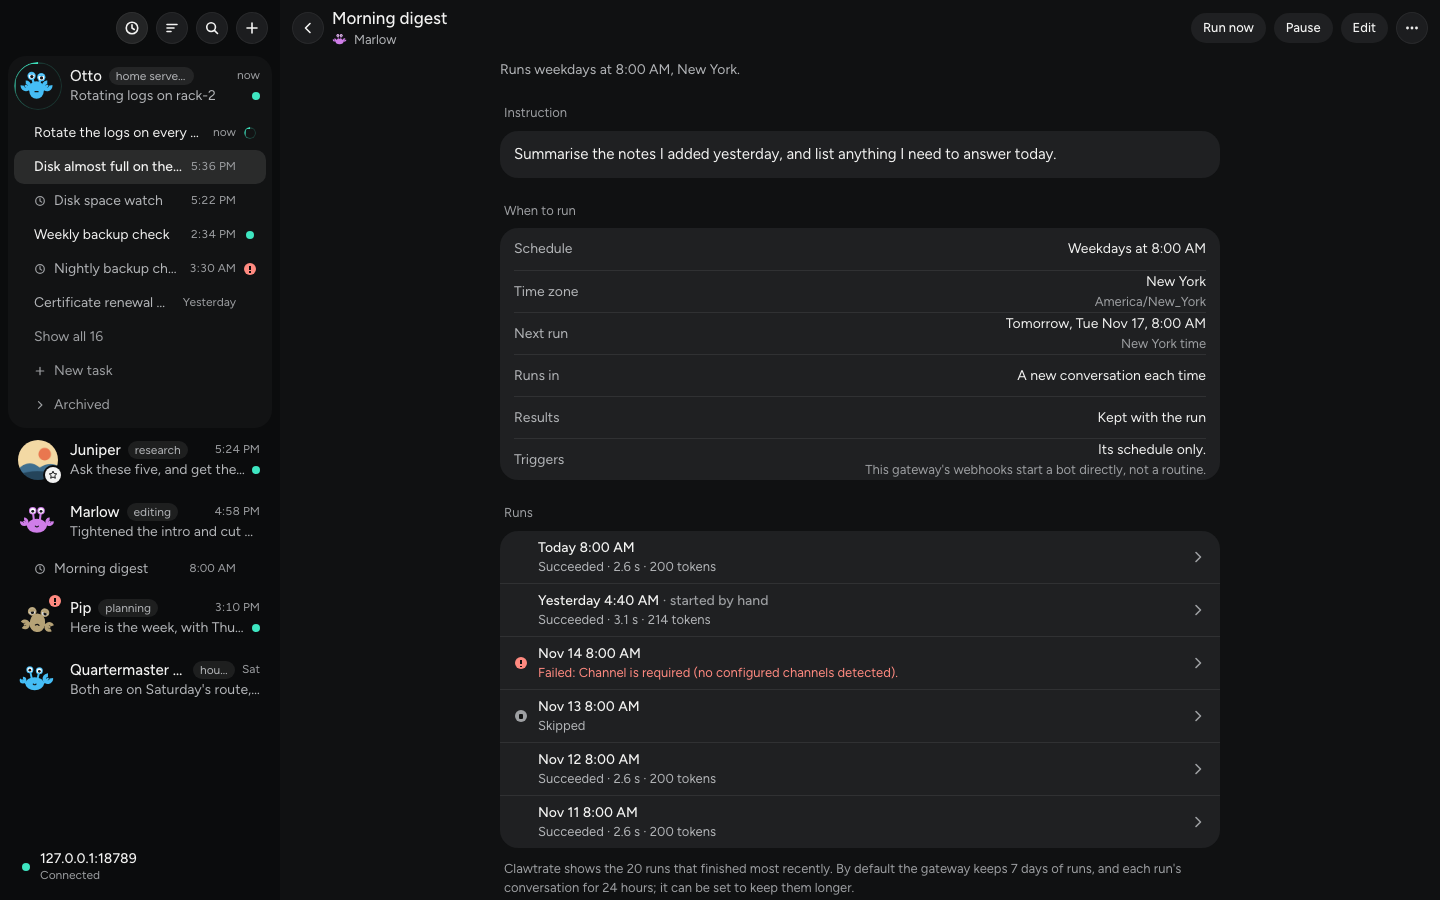 Otto home serve... now
Rotating logs on rack-2
Rotate the logs on every ... now
Disk almost full on the... 5:36 PM
Disk space watch 5:22 PM
Weekly backup check 2:34 PM
Nightly backup ch... 3:30 AM
Certificate renewal ... Yesterday
Show all 16
New task
Archived
Juniper research 5:24 PM
Ask these five, and get the...
Marlow editing 4:58 PM
Tightened the intro and cut ...
Morning digest 8:00 AM
Pip planning 3:10 PM
Here is the week, with Thu...
Quartermaster ... hou... Sat
Both are on Saturday's route,...
127.0.0.1:18789
Connected
Morning digest
Marlow
Run now Pause Edit
Runs weekdays at 8:00 AM, New York.
Instruction
Summarise the notes I added yesterday, and list anything I need to answer today.
When to run
Schedule Weekdays at 8:00 AM
Time zone New York
America/New_York
Next run Tomorrow, Tue Nov 17, 8:00 AM
New York time
Runs in A new conversation each time
Results Kept with the run
Triggers Its schedule only.
This gateway's webhooks start a bot directly, not a routine.
Runs
Today 8:00 AM
Succeeded · 2.6 s · 200 tokens
Yesterday 4:40 AM · started by hand
Succeeded · 3.1 s · 214 tokens
Nov 14 8:00 AM
Failed: Channel is required (no configured channels detected).
Nov 13 8:00 AM
Skipped
Nov 12 8:00 AM
Succeeded · 2.6 s · 200 tokens
Nov 11 8:00 AM
Succeeded · 2.6 s · 200 tokens
Clawtrate shows the 20 runs that finished most recently. By default the gateway keeps 7 days of runs, and each run's
conversation for 24 hours; it can be set to keep them longer.